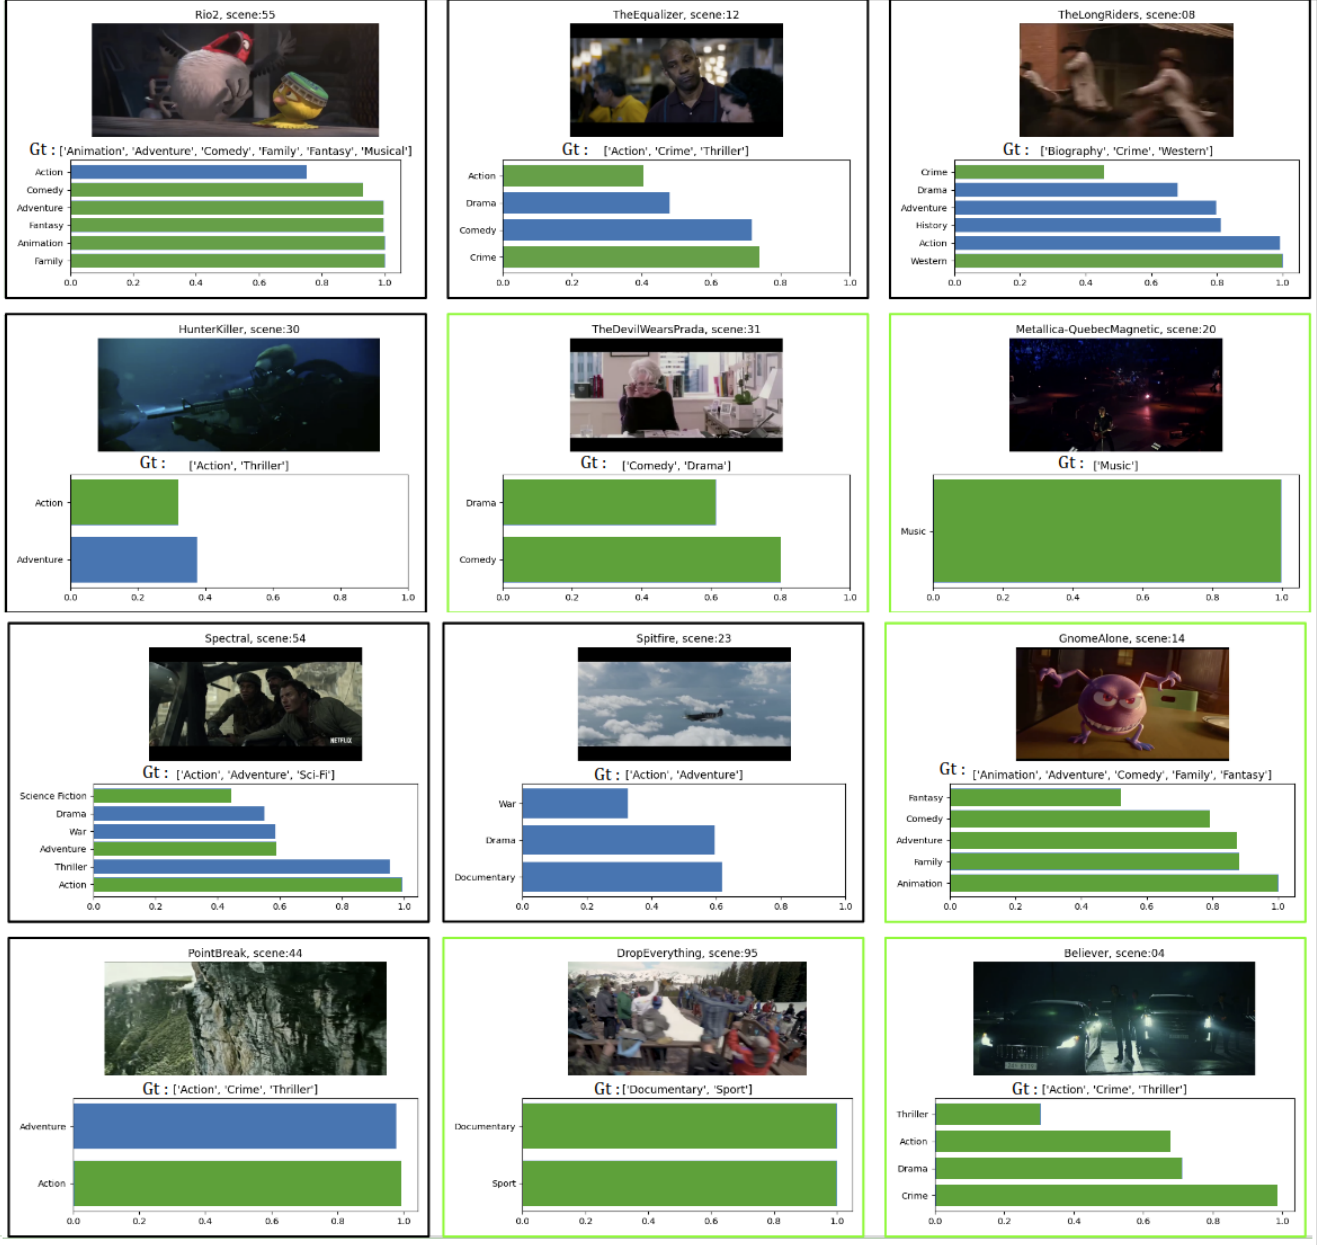 Rio2, scene:55
Gt : ['Animation', 'Adventure', 'Comedy', 'Family', 'Fantasy', 'Musical']
Action
Comedy
Adventure
Fantasy
Animation
Family
0.0 0.2 0.4 0.6 0.8 1.0
TheEqualizer, scene:12
Gt : ['Action', 'Crime', 'Thriller']
Action
Drama
Comedy
Crime
0.0 0.2 0.4 0.6 0.8 1.0
TheLongRiders, scene:08
Gt : ['Biography', 'Crime', 'Western']
Crime
Drama
Adventure
History
Action
Western
0.0 0.2 0.4 0.6 0.8 1.0
HunterKiller, scene:30
Gt : ['Action', 'Thriller']
Action
Adventure
0.0 0.2 0.4 0.6 0.8 1.0
TheDevilWearsPrada, scene:31
Gt : ['Comedy', 'Drama']
Drama
Comedy
0.0 0.2 0.4 0.6 0.8 1.0
Metallica-QuebecMagnetic, scene:20
Gt : ['Music']
Music
0.0 0.2 0.4 0.6 0.8 1.0
Spectral, scene:54
NETFLIX
Gt : ['Action', 'Adventure', 'Sci-Fi']
Science Fiction
Drama
War
Adventure
Thriller
Action
0.0 0.2 0.4 0.6 0.8 1.0
Spitfire, scene:23
Gt : ['Action', 'Adventure']
War
Drama
Documentary
0.0 0.2 0.4 0.6 0.8 1.0
GnomeAlone, scene:14
Gt : ['Animation', 'Adventure', 'Comedy', 'Family', 'Fantasy']
Fantasy
Comedy
Adventure
Family
Animation
0.0 0.2 0.4 0.6 0.8 1.0
PointBreak, scene:44
Gt : ['Action', 'Crime', 'Thriller']
Adventure
Action
0.0 0.2 0.4 0.6 0.8 1.0
DropEverything, scene:95
Gt : ['Documentary', 'Sport']
Documentary
Sport
0.0 0.2 0.4 0.6 0.8 1.0
Believer, scene:04
Gt : ['Action', 'Crime', 'Thriller']
Thriller
Action
Drama
Crime
0.0 0.2 0.4 0.6 0.8 1.0